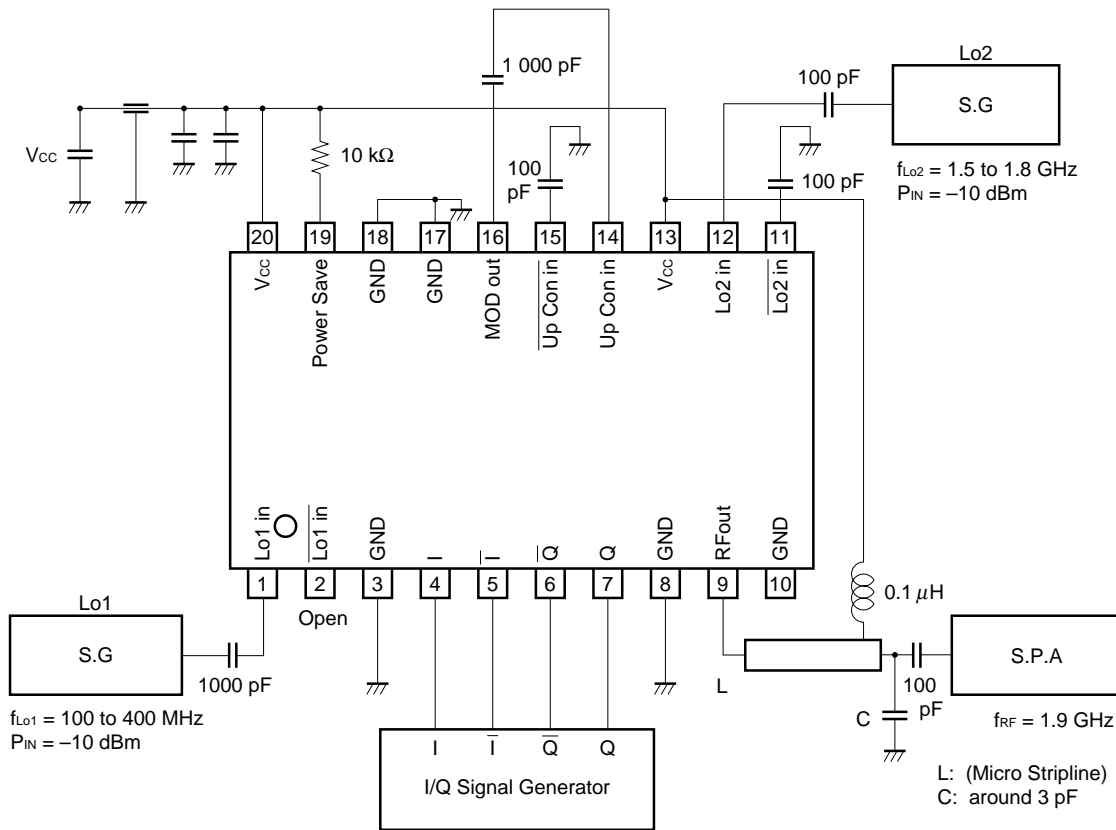 Lo2
1 000 pF
100 pF
S.G
VCC
10 kΩ
100
pF
100 pF
fLo2 = 1.5 to 1.8 GHz
PIN = –10 dBm
20 19 18 17 16 15 14 13 12 11
Vcc
Power Save
GND
GND
MOD out
Up Con in
Up Con in
Vcc
Lo2 in
Lo2 in
Lo1 in
Lo1 in
GND
I
I
Q
Q
GND
RFout
GND
1 2 3 4 5 6 7 8 9 10
Open
0.1 μH
Lo1
S.G
1000 pF
fLo1 = 100 to 400 MHz
PIN = –10 dBm
L
S.P.A
100
pF
C
fRF = 1.9 GHz
I I Q Q
I/Q Signal Generator
L: (Micro Stripline)
C: around 3 pF